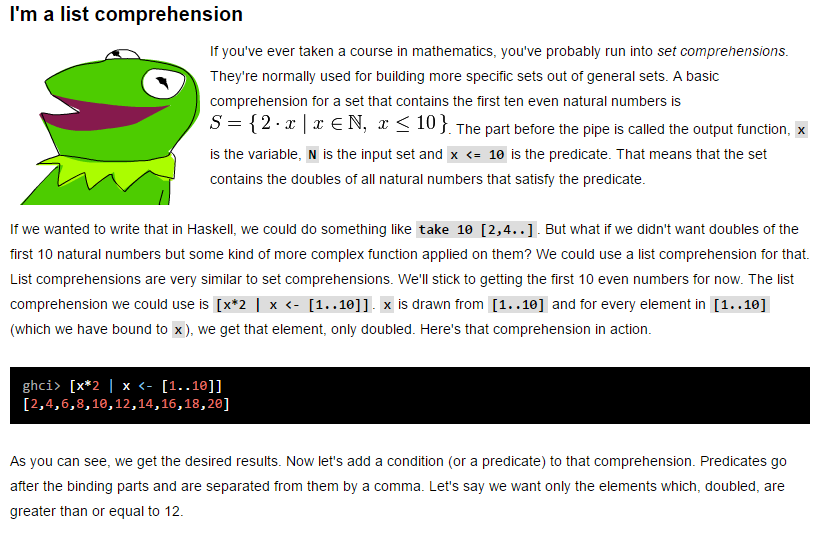 I'm a list comprehension
If you've ever taken a course in mathematics, you've probably run into set comprehensions.
They're normally used for building more specific sets out of general sets. A basic
comprehension for a set that contains the first ten even natural numbers is
S = {2 · x | x ∈ ℕ, x ≤ 10}. The part before the pipe is called the output function, x
is the variable, N is the input set and x <= 10 is the predicate. That means that the set
contains the doubles of all natural numbers that satisfy the predicate.
If we wanted to write that in Haskell, we could do something like take 10 [2,4..]. But what if we didn't want doubles of the
first 10 natural numbers but some kind of more complex function applied on them? We could use a list comprehension for that.
List comprehensions are very similar to set comprehensions. We'll stick to getting the first 10 even numbers for now. The list
comprehension we could use is [x*2 | x <- [1..10]]. x is drawn from [1..10] and for every element in [1..10]
(which we have bound to x), we get that element, only doubled. Here's that comprehension in action.
ghci> [x*2 | x <- [1..10]]
[2,4,6,8,10,12,14,16,18,20]
As you can see, we get the desired results. Now let's add a condition (or a predicate) to that comprehension. Predicates go
after the binding parts and are separated from them by a comma. Let's say we want only the elements which, doubled, are
greater than or equal to 12.